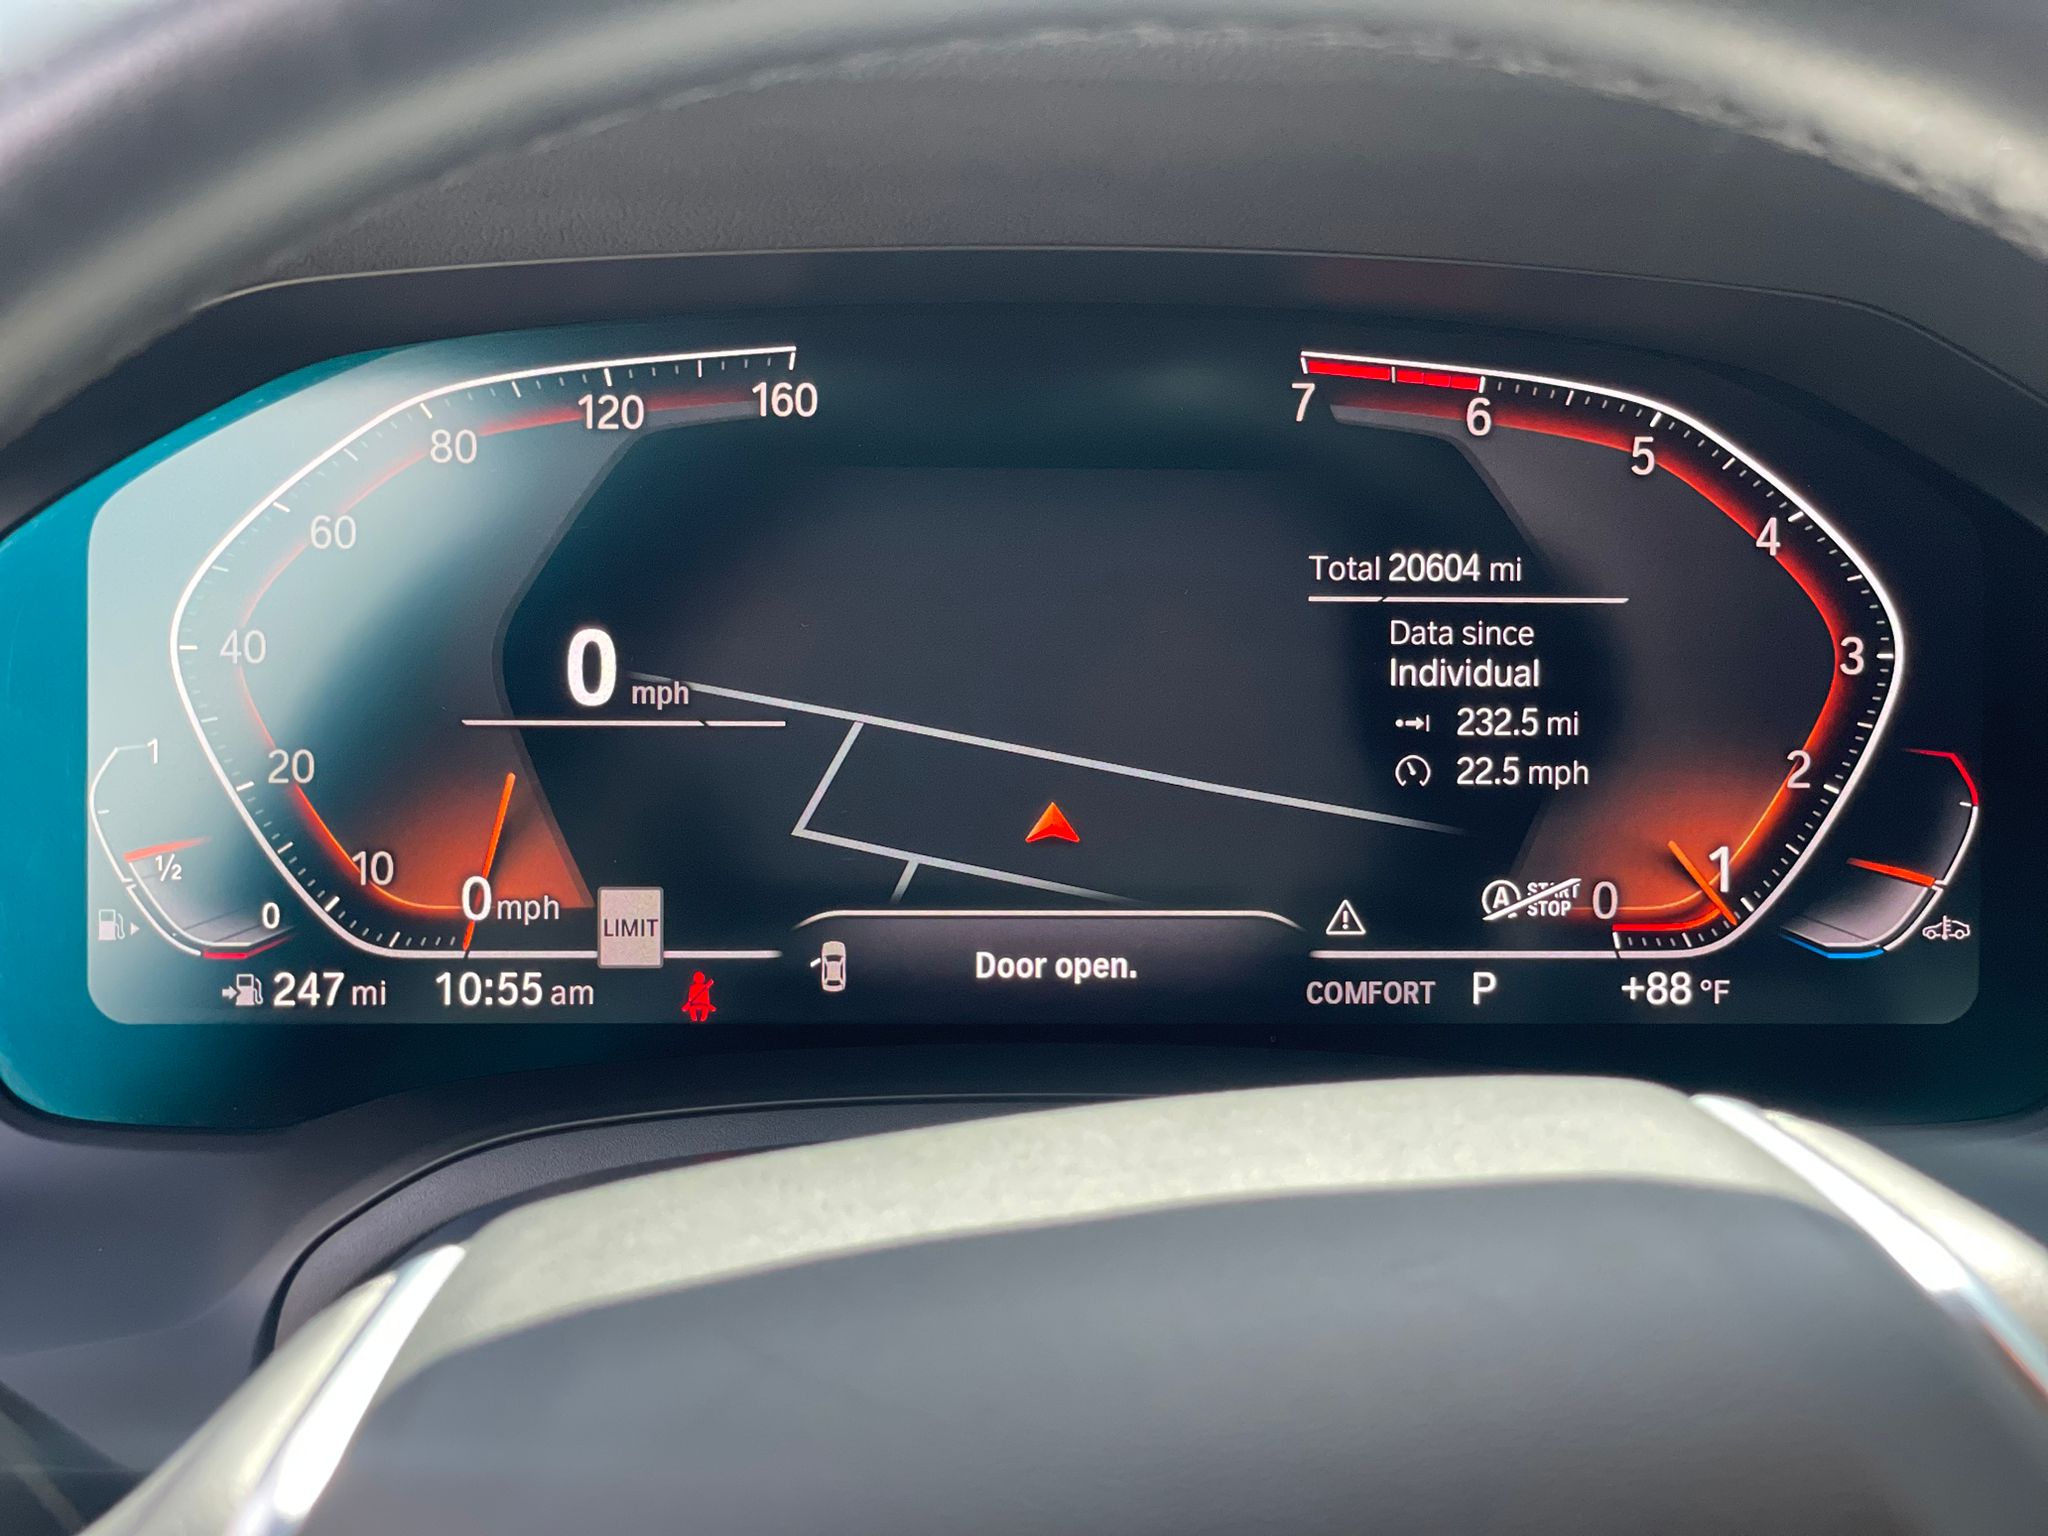 160
120
80
60
40
20
10
0 mph
0 mph
1
1/2
0
LIMIT
247 mi
10:55 am
Door open.
7
6
5
4
3
2
1
0
Total 20604 mi
Data since
Individual
232.5 mi
22.5 mph
A START
STOP
COMFORT P
+88 °F